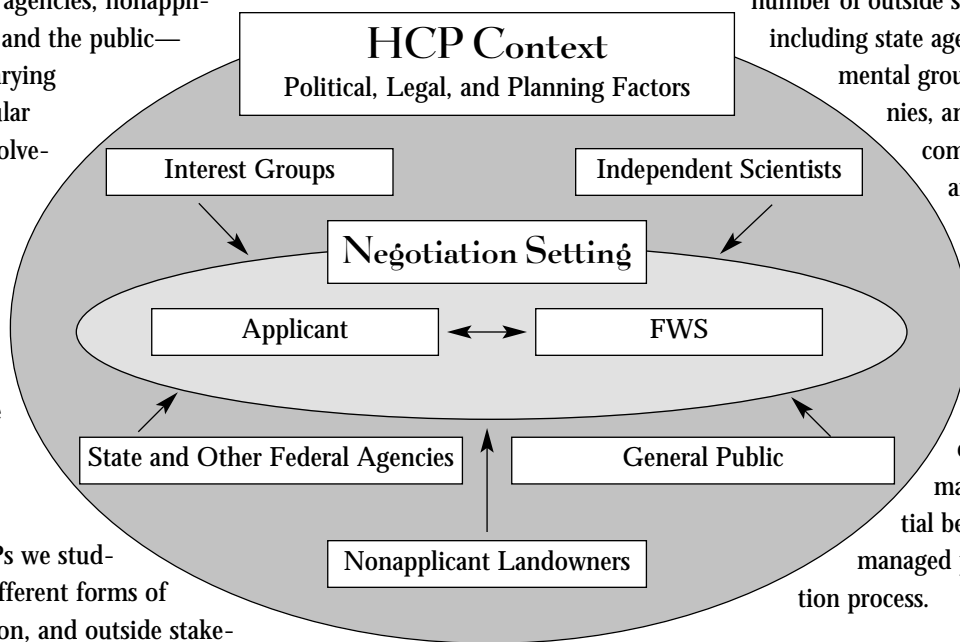 agencies, nonappli-
and the public—
olve-
Ps we stud-
fferent forms of
on, and outside stake-
HCP Context
Political, Legal, and Planning Factors
Interest Groups
Independent Scientists
Negotiation Setting
Applicant
FWS
State and Other Federal Agencies
General Public
Nonapplicant Landowners
number of outside s
including state age
mental grou
nies, an
com
a
ma
tial be
managed
tion process.